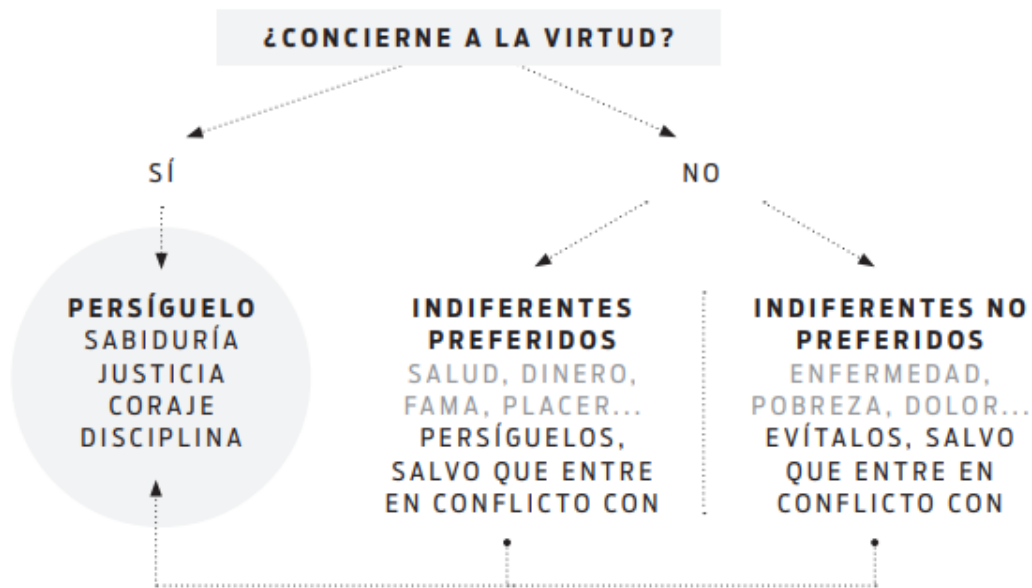 ¿CONCIERNE A LA VIRTUD?
SÍ
NO
PERSÍGUELO
SABIDURÍA
JUSTICIA
CORAJE
DISCIPLINA
INDIFERENTES
PREFERIDOS
SALUD, DINERO,
FAMA, PLACER...
PERSÍGUELOS,
SALVO QUE ENTRE
EN CONFLICTO CON
INDIFERENTES NO
PREFERIDOS
ENFERMEDAD,
POBREZA, DOLOR...
EVÍTALOS, SALVO
QUE ENTRE EN
CONFLICTO CON